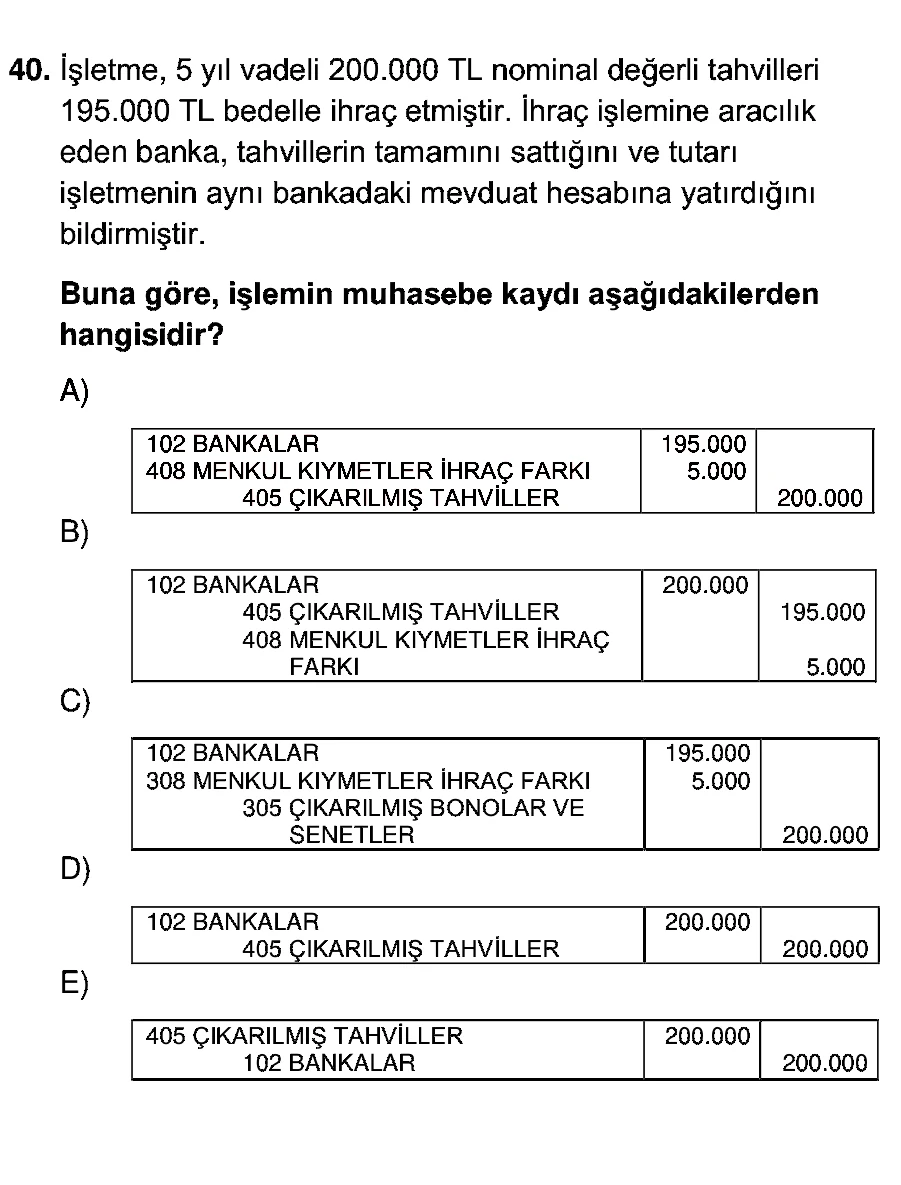 40. İşletme, 5 yıl vadeli 200.000 TL nominal değerli tahvilleri
195.000 TL bedelle ihraç etmiştir. İhraç işlemine aracılık
eden banka, tahvillerin tamamını sattığını ve tutarı
işletmenin aynı bankadaki mevduat hesabına yatırdığını
bildirmiştir.
Buna göre, işlemin muhasebe kaydı aşağıdakilerden
hangisidir?
A)
102 BANKALAR 195.000
408 MENKUL KIYMETLER İHRAÇ FARKI 5.000
405 ÇIKARILMIŞ TAHVİLLER 200.000
B)
102 BANKALAR 200.000
405 ÇIKARILMIŞ TAHVİLLER 195.000
408 MENKUL KIYMETLER İHRAÇ
FARKI 5.000
C)
102 BANKALAR 195.000
308 MENKUL KIYMETLER İHRAÇ FARKI 5.000
305 ÇIKARILMIŞ BONOLAR VE
SENETLER 200.000
D)
102 BANKALAR 200.000
405 ÇIKARILMIŞ TAHVİLLER 200.000
E)
405 ÇIKARILMIŞ TAHVİLLER 200.000
102 BANKALAR 200.000